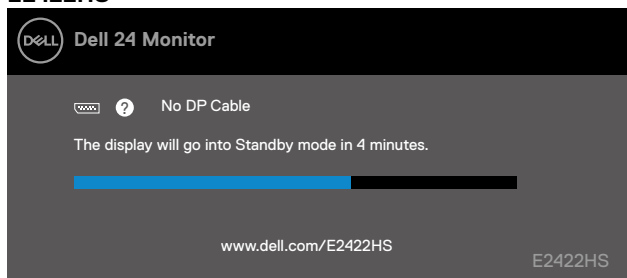 E2422HS
DELL Dell 24 Monitor
? No DP Cable
The display will go into Standby mode in 4 minutes.
www.dell.com/E2422HS
E2422HS